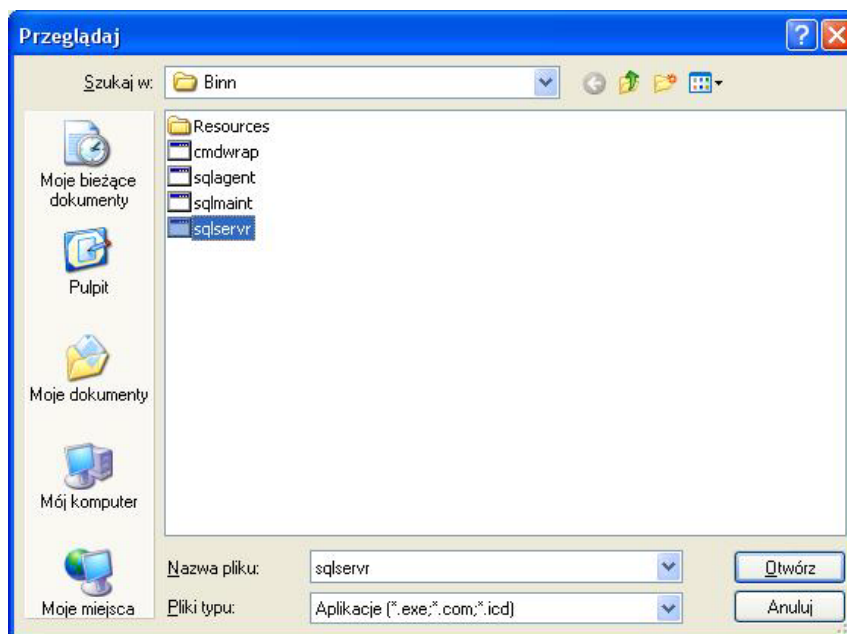 Przeglądaj
Szukaj w: Binn
Moje bieżące
dokumenty
Pulpit
Moje dokumenty
Mój komputer
Moje miejsca
Resources
cmdwrap
sqlagent
sqlmaint
sqlservr
Nazwa pliku: sqlservr Otwórz
Pliki typu: Aplikacje (*.exe;*.com;*.icd) Anuluj